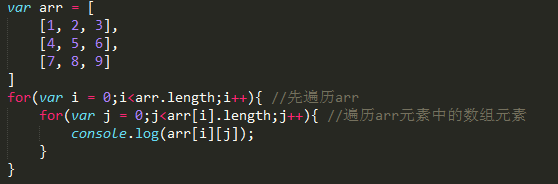 var arr = [
    [1, 2, 3],
    [4, 5, 6],
    [7, 8, 9]
]
for(var i = 0;i<arr.length;i++){ //先遍历arr
    for(var j = 0;j<arr[i].length;j++){ //遍历arr元素中的数组元素
        console.log(arr[i][j]);
    }
}